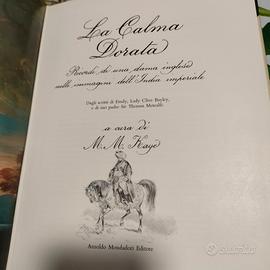 La Calma
Dorata
Ricordi di una dama inglese
nelle immagini dell'India imperiale
Dagli scritti di Emily, Lady Clive Bayley,
e di suo padre Sir Thomas Metcalfe
a cura di
M. M. Kaye
Arnoldo Mondadori Editore
subito